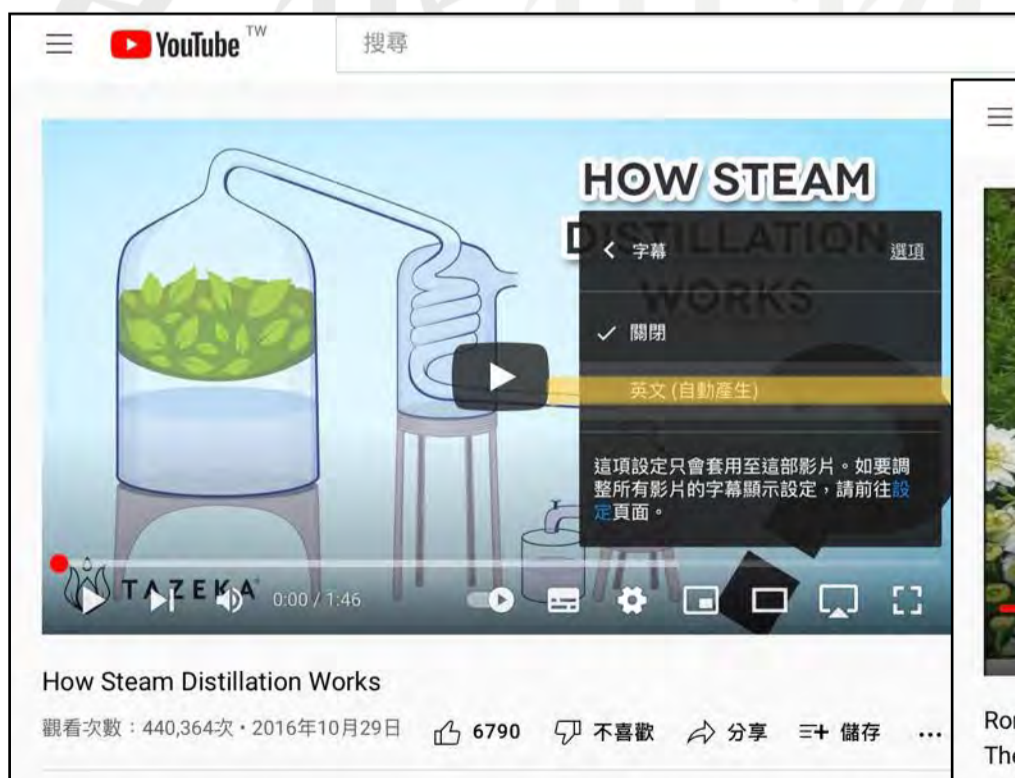 YouTube TW
搜尋
HOW STEAM
DISTILLATION
WORKS
字幕
選項
關閉
英文 (自動產生)
這項設定只會套用至這部影片。如要調
整所有影片的字幕顯示設定，請前往設
定頁面。
TAZEKA
0:00 / 1:46
How Steam Distillation Works
觀看次數：440,364次・2016年10月29日
6790
不喜歡
分享
儲存
...
The